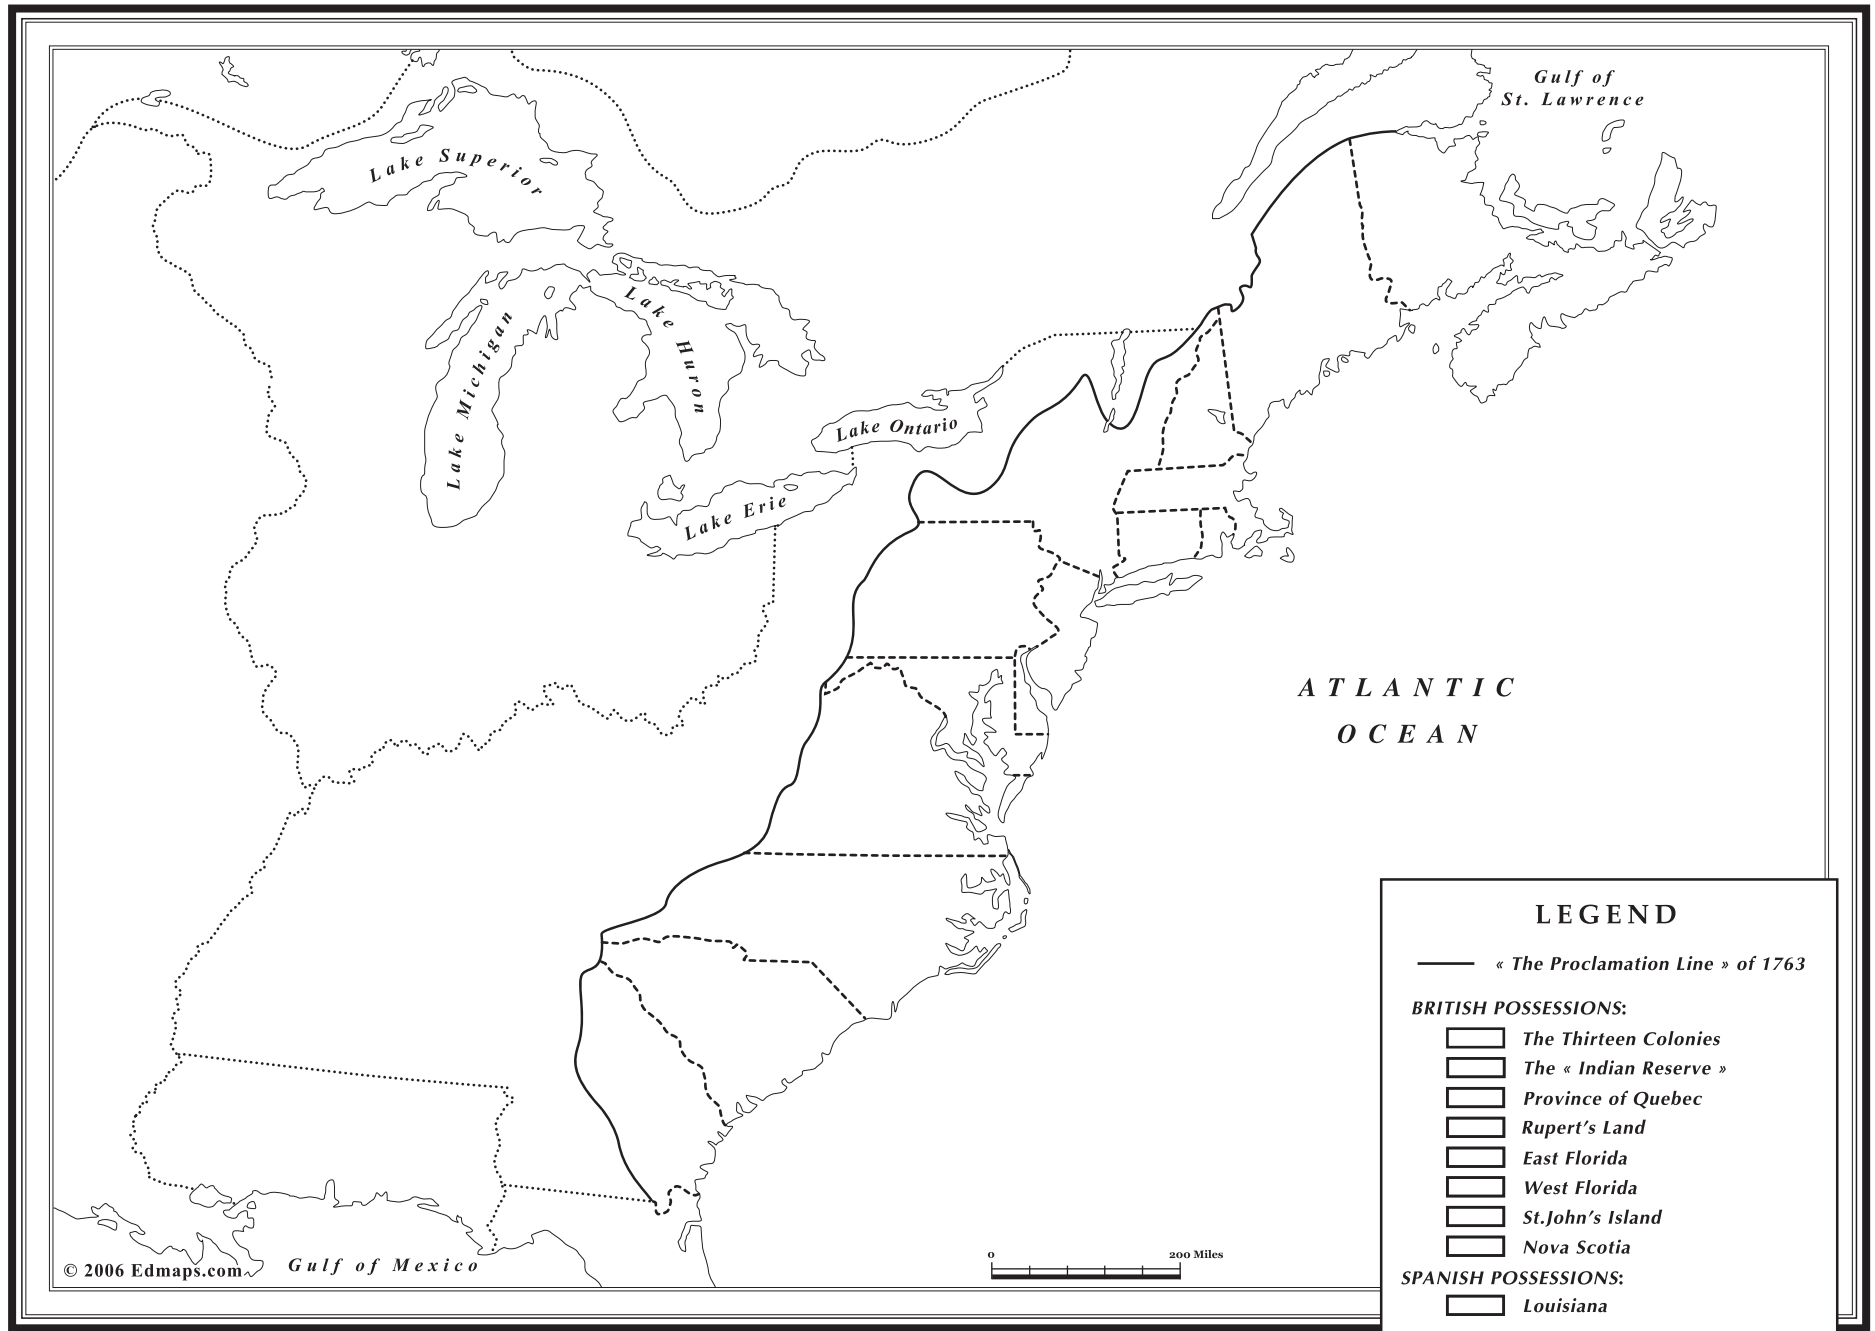 Gulf of
St. Lawrence
Lake Superior
Lake Michigan
Lake Huron
Lake Ontario
Lake Erie
ATLANTIC
OCEAN
LEGEND
« The Proclamation Line » of 1763
BRITISH POSSESSIONS:
The Thirteen Colonies
The « Indian Reserve »
Province of Quebec
Rupert's Land
East Florida
West Florida
St.John's Island
Nova Scotia
SPANISH POSSESSIONS:
Louisiana
0 200 Miles
Gulf of Mexico
© 2006 Edmaps.com